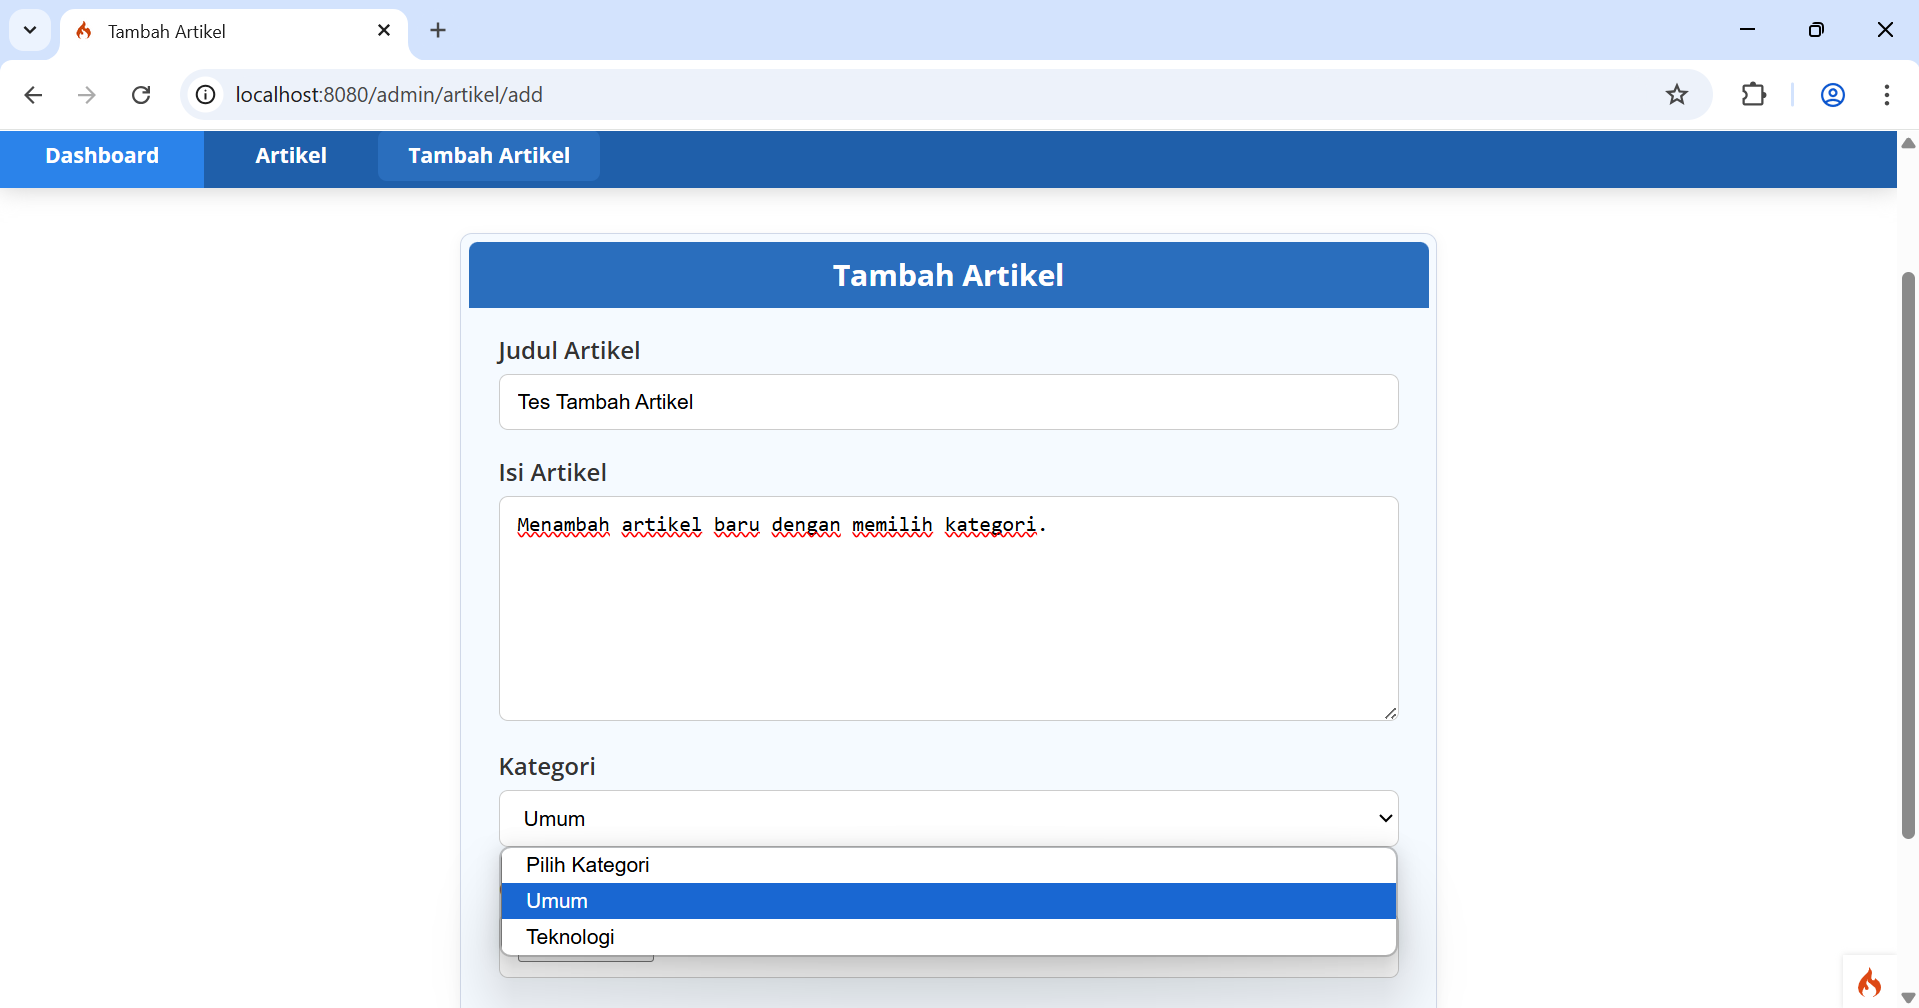 Tambah Artikel
localhost:8080/admin/artikel/add
Dashboard Artikel Tambah Artikel
Tambah Artikel
Judul Artikel
Tes Tambah Artikel
Isi Artikel
Menambah artikel baru dengan memilih kategori.
Kategori
Umum
Pilih Kategori
Umum
Teknologi